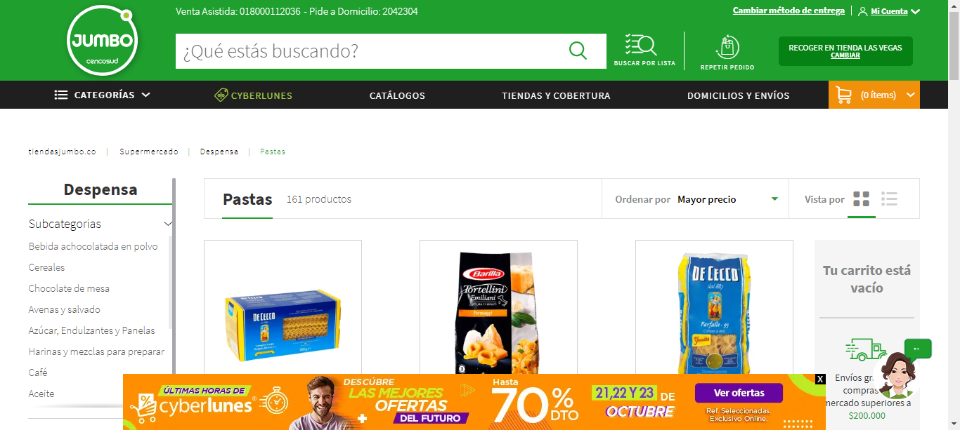 Venta Asistida: 018000112036 - Pide a Domicilio: 2042304
Cambiar método de entrega
Mi Cuenta
JUMBO
cencosud
¿Qué estás buscando?
BUSCAR POR LISTA
REPETIR PEDIDO
RECOGER EN TIENDA LAS VEGAS
CAMBIAR
CATEGORÍAS
CYBERLUNES
CATÁLOGOS
TIENDAS Y COBERTURA
DOMICILIOS Y ENVÍOS
(0 ítems)
tiendasjumbo.co | Supermercado | Despensa | Pastas
Despensa
Subcategorias
Bebida achocolatada en polvo
Cereales
Chocolate de mesa
Avenas y salvado
Azúcar, Endulzantes y Panelas
Harinas y mezclas para preparar
Café
Aceite
Pastas
161 productos
Ordenar por Mayor precio
Vista por
DE CECCO
Barilla
Tortellini
Emiliani
DE CECCO
Farfalle
Tu carrito está
vacío
Envíos gra
compras
mercado superiores a
$200.000
ÚLTIMAS HORAS DE
cyberlunes
DESCÚBRE
LAS MEJORES
OFERTAS
DEL FUTURO
Hasta
70%
DTO
21,22 Y 23 DE
OCTUBRE
Ver ofertas
Ref. Seleccionadas
Exclusivo Online.
X